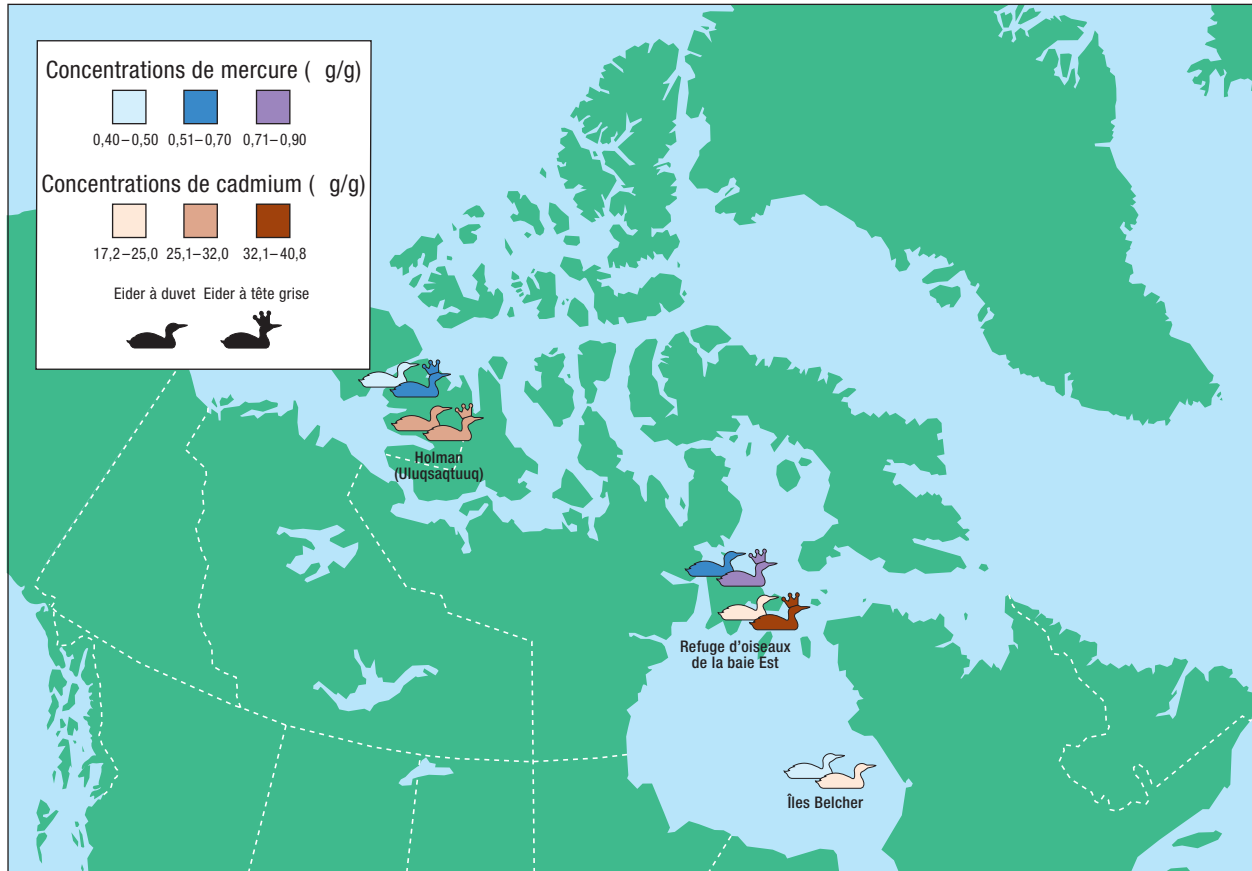 Concentrations de mercure ( g/g)
0,40–0,50 0,51–0,70 0,71–0,90
Concentrations de cadmium ( g/g)
17,2–25,0 25,1–32,0 32,1–40,8
Eider à duvet Eider à tête grise
Holman
(Uluqsaqtuuq)
Refuge d'oiseaux
de la baie Est
Îles Belcher